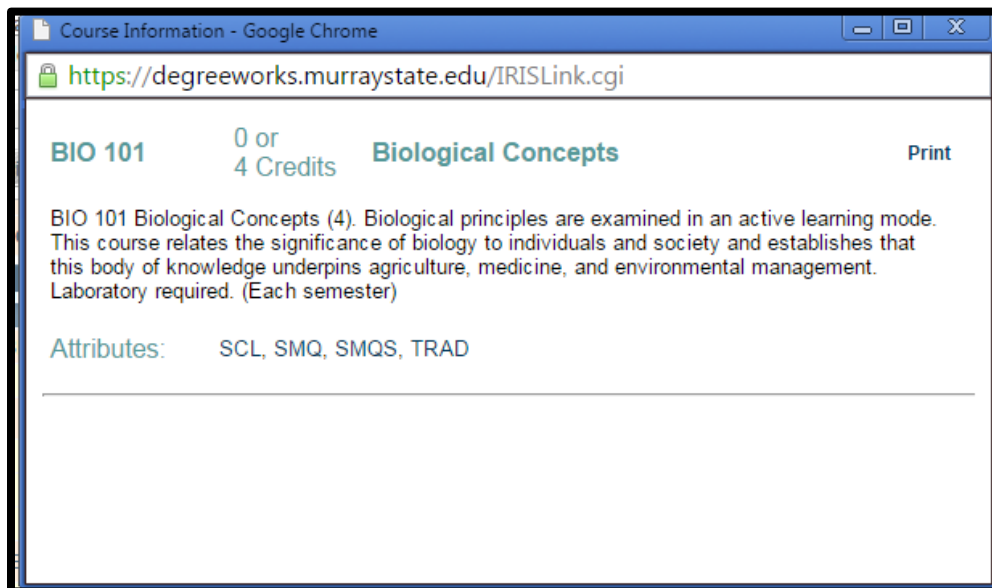 Course Information - Google Chrome
https://degreeworks.murraystate.edu/IRISLink.cgi
BIO 101 0 or 4 Credits Biological Concepts Print
BIO 101 Biological Concepts (4). Biological principles are examined in an active learning mode.
This course relates the significance of biology to individuals and society and establishes that
this body of knowledge underpins agriculture, medicine, and environmental management.
Laboratory required. (Each semester)
Attributes: SCL, SMQ, SMQS, TRAD